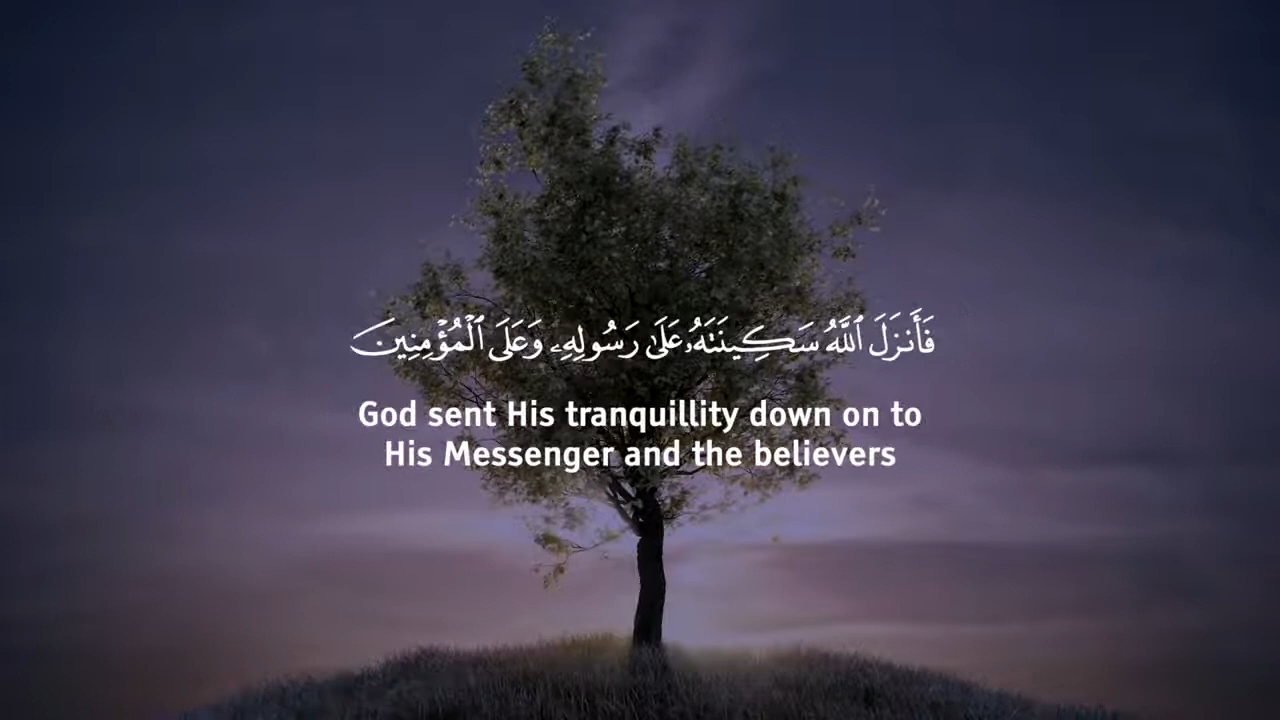 فَأَنزَلَ ٱللَّهُ سَكِينَتَهُۥ عَلَىٰ رَسُولِهِۦ وَعَلَى ٱلْمُؤْمِنِينَ
God sent His tranquillity down on to
His Messenger and the believers